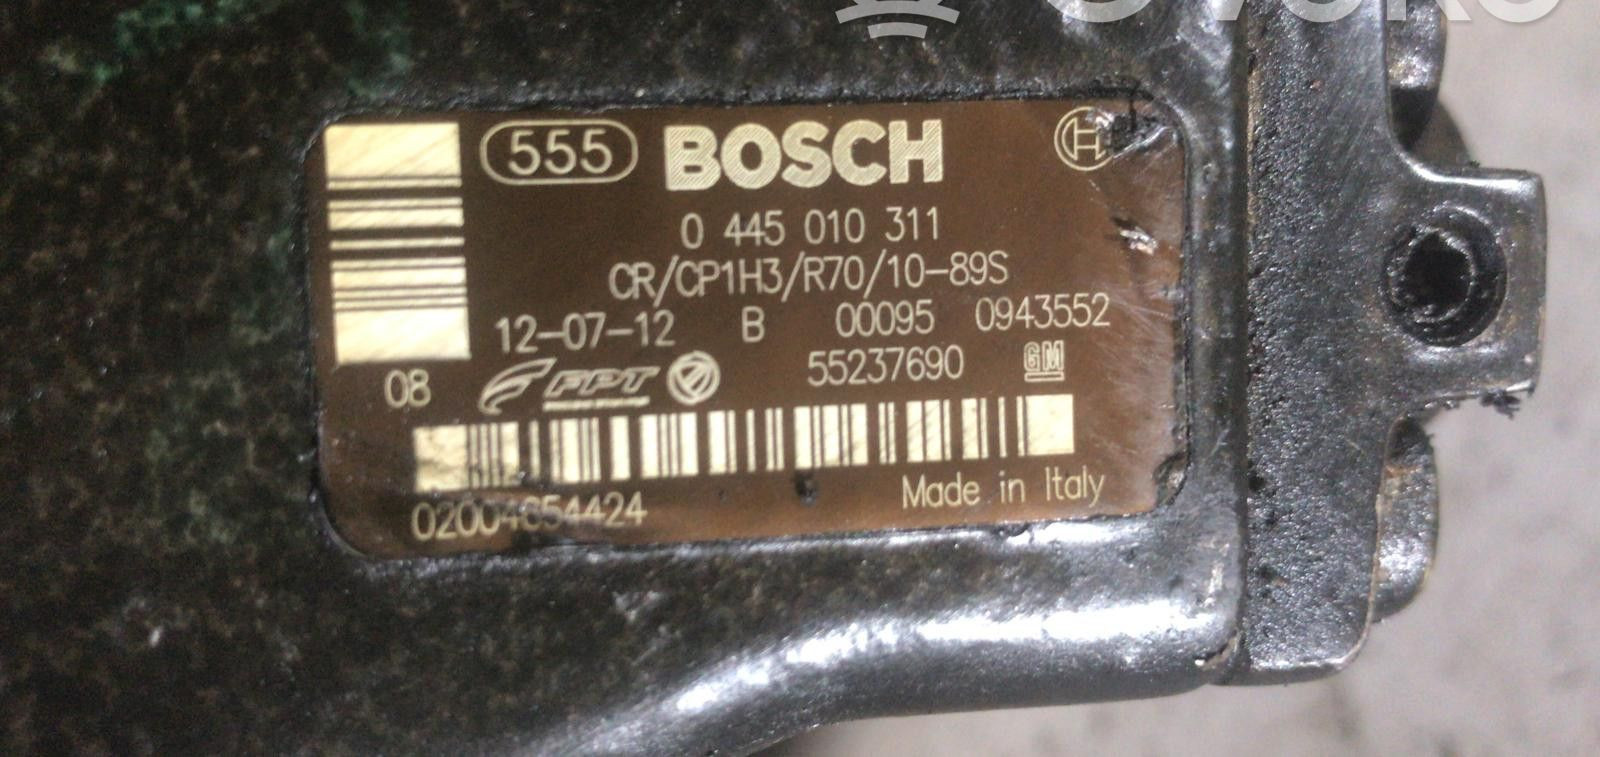 555 BOSCH
0 445 010 311
CR/CP1H3/R70/10-89S
12-07-12 B 00095 0943552
08 FPT 55237690 GM
02004654424
Made in Italy